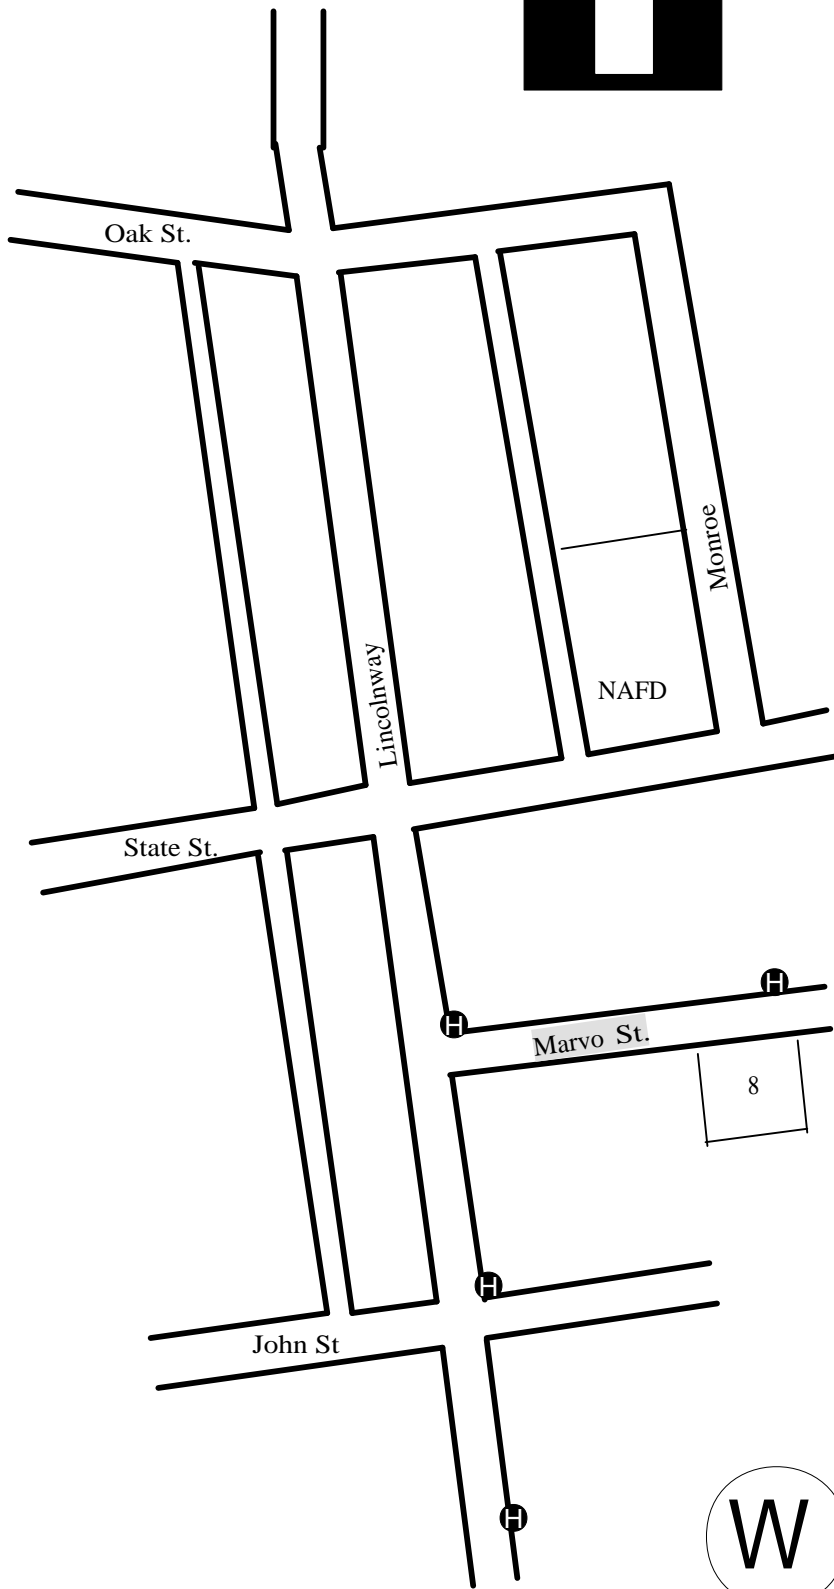 Oak St.
Monroe
Lincolnway
NAFD
State St.
H
H
Marvo St.
8
H
John St
H
W